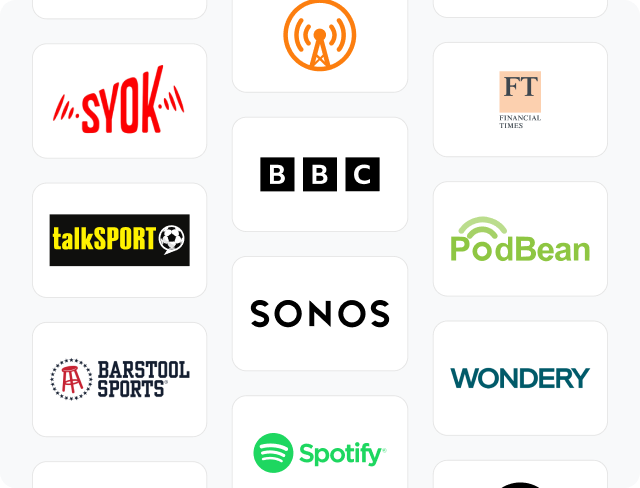 SYOK
talkSPORT
BARSTOOL
SPORTS®
BBC
SONOS
Spotify®
FT
FINANCIAL
TIMES
PodBean
WONDERY